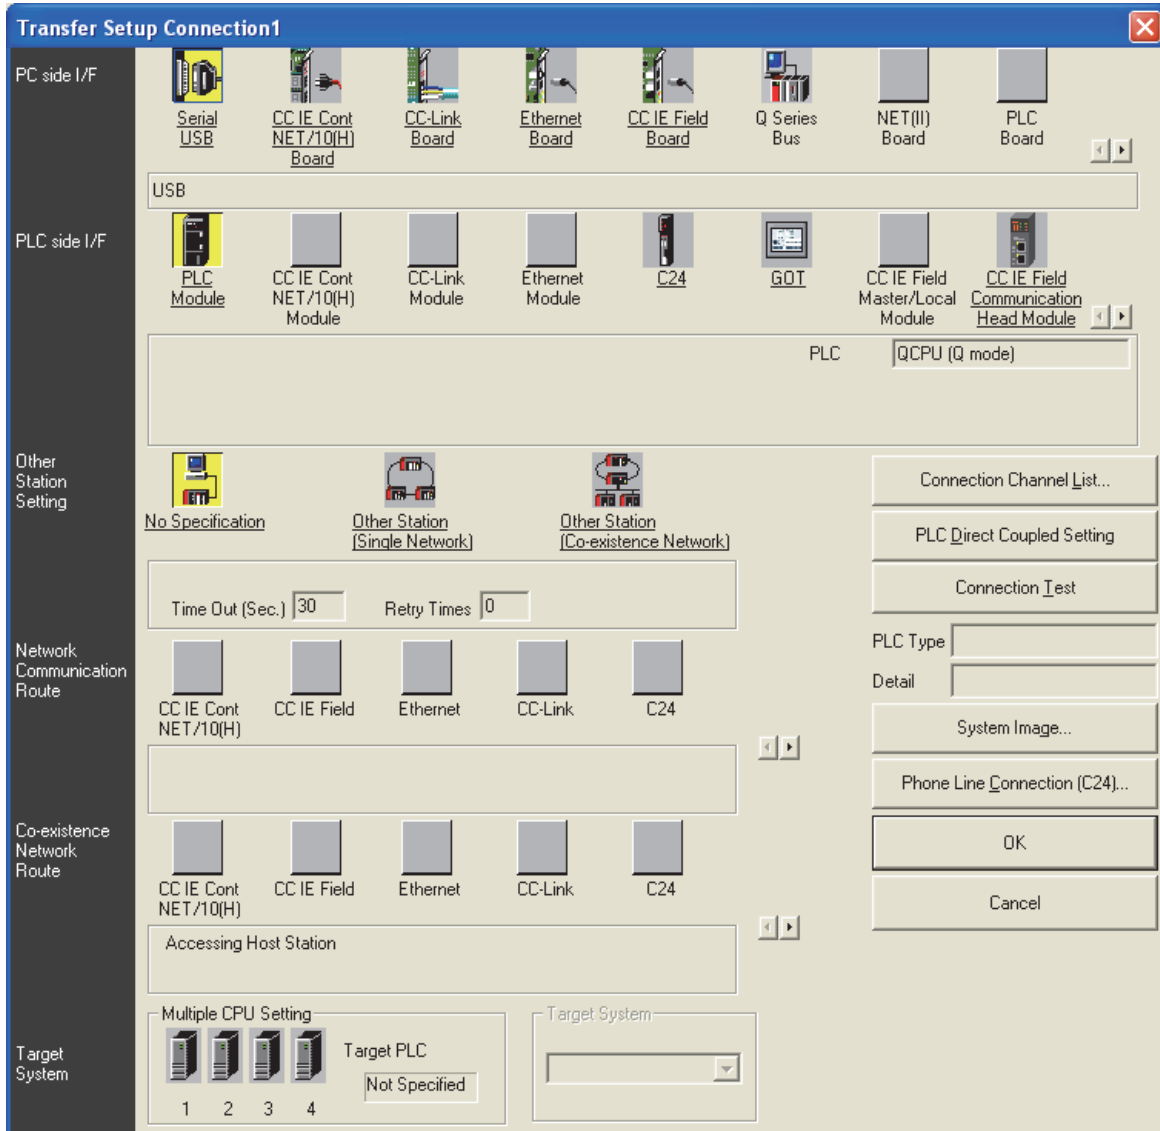 Transfer Setup Connection1
PC side I/F
Serial
USB
CC IE Cont
NET/10(H)
Board
CC-Link
Board
Ethernet
Board
CC IE Field
Board
Q Series
Bus
NET(II)
Board
PLC
Board
USB
PLC side I/F
PLC
Module
CC IE Cont
NET/10(H)
Module
CC-Link
Module
Ethernet
Module
C24
GOT
CC IE Field
Master/Local
Module
CC IE Field
Communication
Head Module
PLC
QCPU (Q mode)
Other
Station
Setting
No Specification
Other Station
(Single Network)
Other Station
(Co-existence Network)
Time Out (Sec.) 30
Retry Times 0
Connection Channel List...
PLC Direct Coupled Setting
Connection Test
PLC Type
Detail
System Image...
Phone Line Connection (C24)...
OK
Cancel
Network
Communication
Route
CC IE Cont
NET/10(H)
CC IE Field
Ethernet
CC-Link
C24
Co-existence
Network
Route
CC IE Cont
NET/10(H)
CC IE Field
Ethernet
CC-Link
C24
Accessing Host Station
Target
System
Multiple CPU Setting
1 2 3 4
Target PLC
Not Specified
Target System